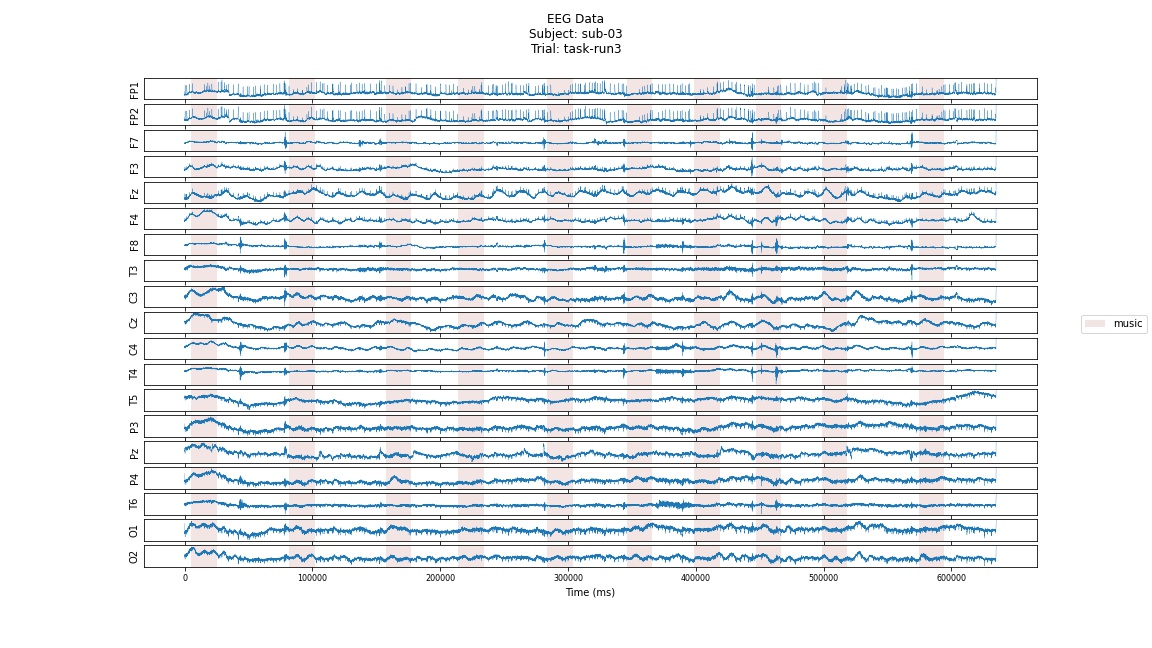 EEG Data
Subject: sub-03
Trial: task-run3
FP1
FP2
F7
F3
Fz
F4
F8
T3
C3
Cz
C4
T4
T5
P3
Pz
P4
T6
O1
O2
music
0 100000 200000 300000 400000 500000 600000
Time (ms)